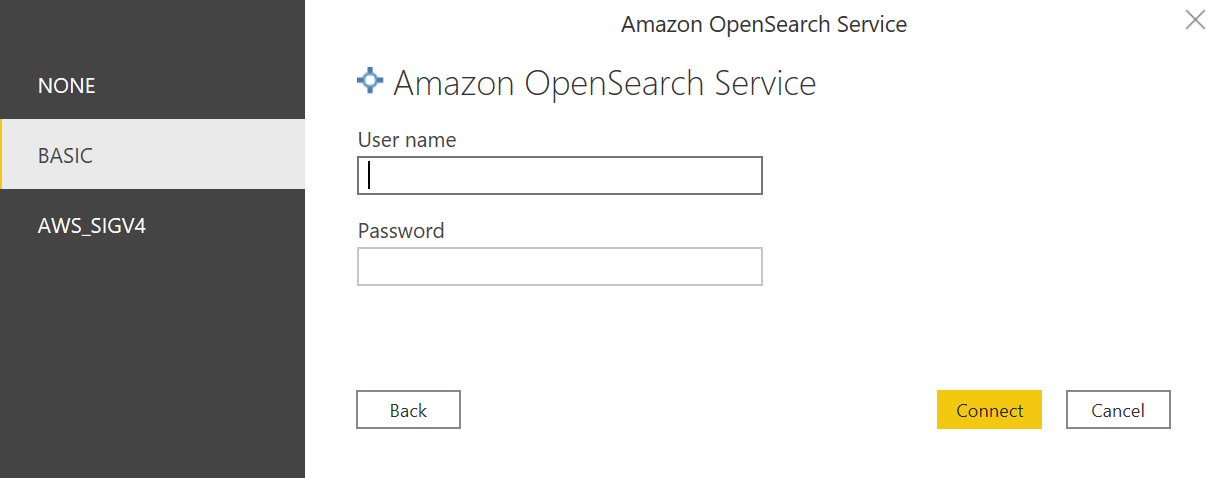 Amazon OpenSearch Service
NONE
BASIC
AWS_SIGV4
Amazon OpenSearch Service
User name
Password
Back
Connect
Cancel